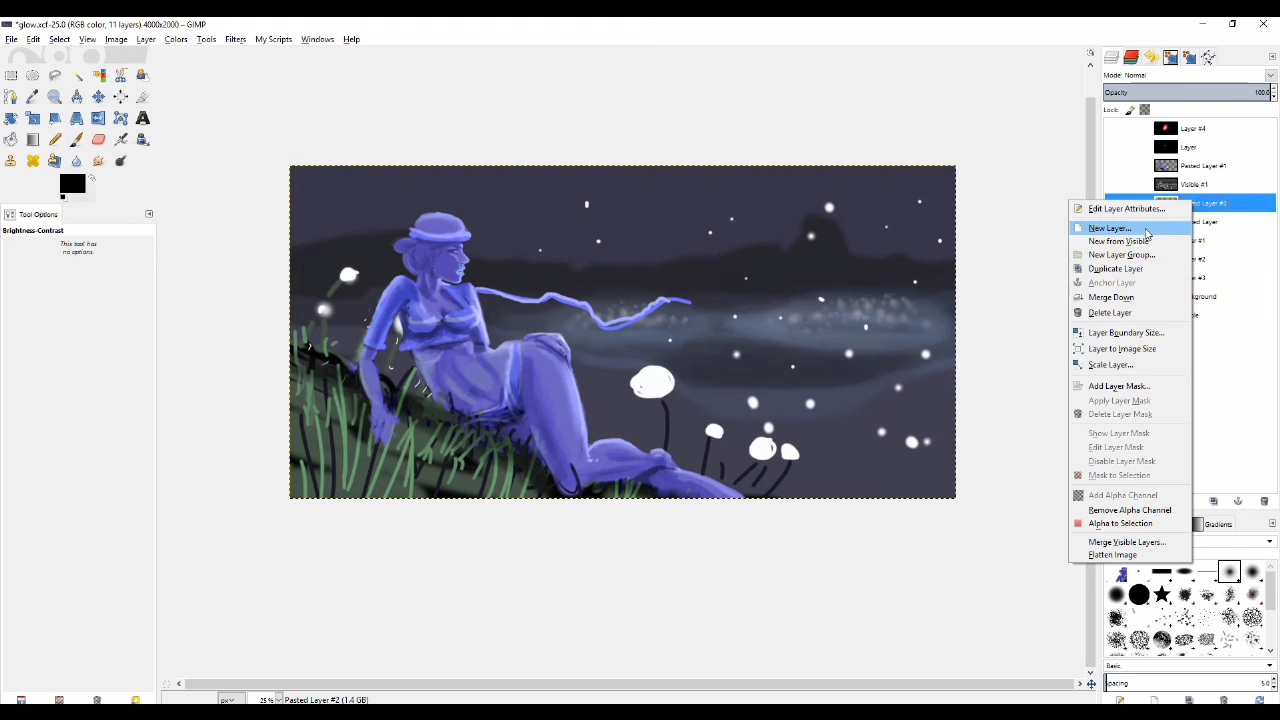 *glow.xcf-25.0 (RGB color, 11 layers) 4000x2000 – GIMP
File Edit Select View Image Layer Colors Tools Filters My Scripts Windows Help
Mode: Normal
Opacity 100.0
Lock:
Layer #4
Layer
Pasted Layer #1
Visible #1
Layer
Edit Layer Attributes...
New Layer...
New from Visible
New Layer Group...
Duplicate Layer
Anchor Layer
Merge Down
Delete Layer
Layer Boundary Size...
Layer to Image Size
Scale Layer...
Add Layer Mask...
Apply Layer Mask
Delete Layer Mask
Show Layer Mask
Edit Layer Mask
Disable Layer Mask
Mask to Selection
Add Alpha Channel
Remove Alpha Channel
Alpha to Selection
Merge Visible Layers...
Flatten Image
Tool Options
Brightness-Contrast
This tool has
no options.
Gradients
Basic,
Spacing 5.0
px 25 % Pasted Layer #2 (1.4 GB)